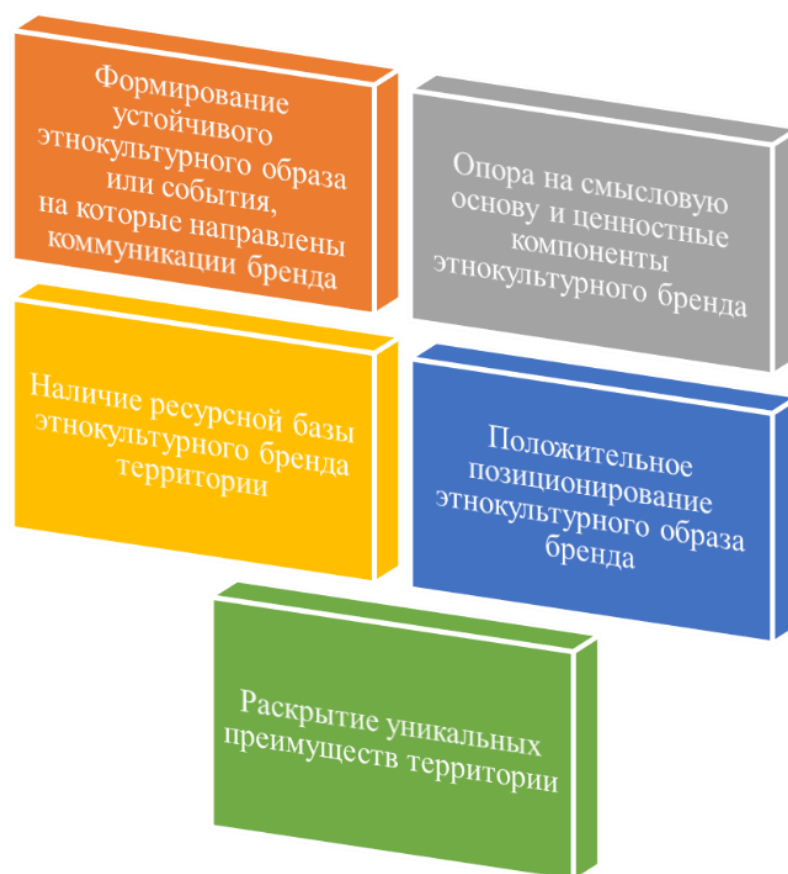 Формирование
устойчивого
этнокультурного образа
или события,
на которые направлены
коммуникации бренда
Опора на смысловую
основу и ценностные
компоненты
этнокультурного бренда
Наличие ресурсной базы
этнокультурного бренда
территории
Положительное
позиционирование
этнокультурного образа
бренда
Раскрытие уникальных
преимуществ территории